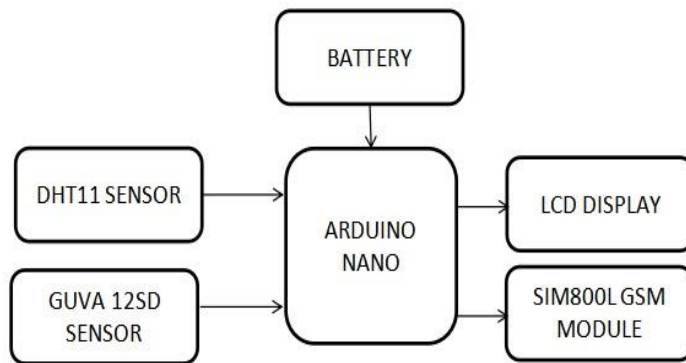 BATTERY
DHT11 SENSOR
ARDUINO
NANO
LCD DISPLAY
GUVA 12SD
SENSOR
SIM800L GSM
MODULE